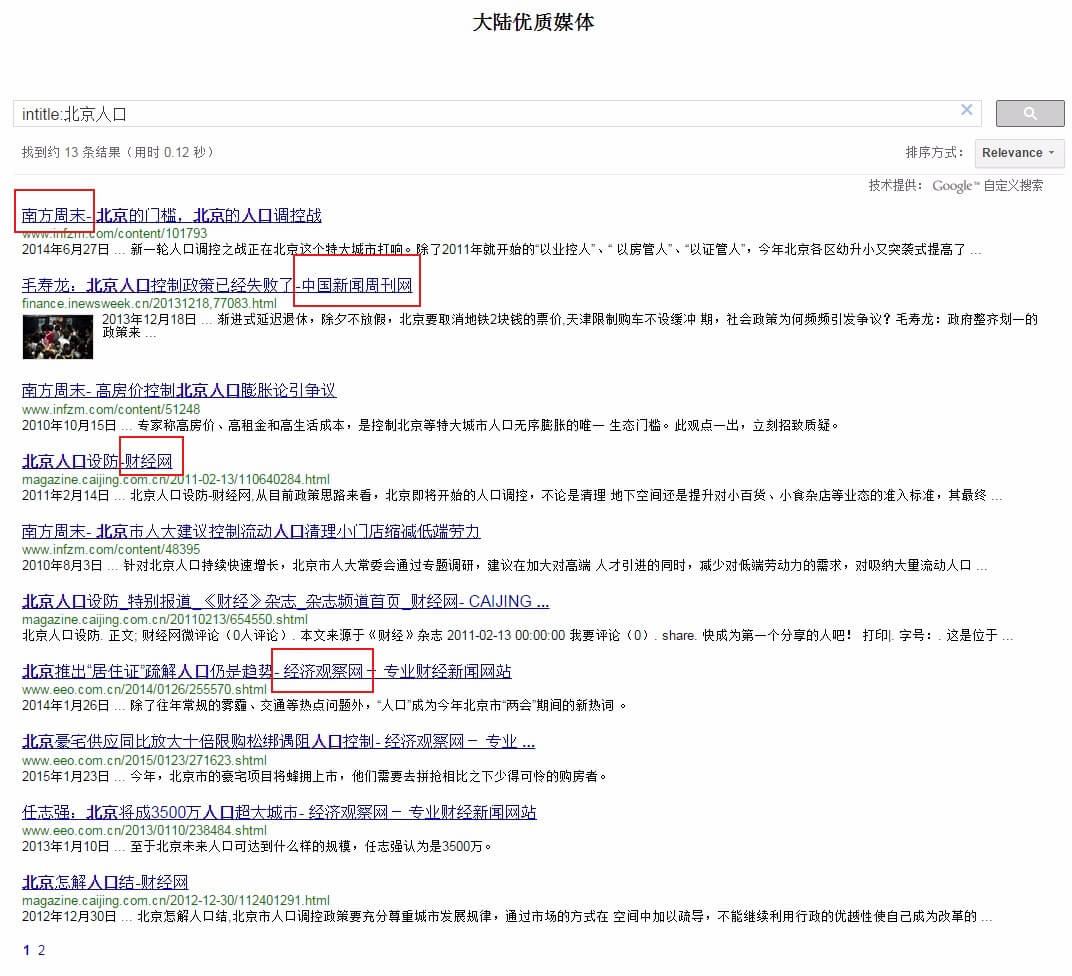 大陆优质媒体
intitle:北京人口
找到约 13 条结果（用时 0.12 秒）
排序方式：
Relevance
技术提供： Google™ 自定义搜索
南方周末- 北京的门槛，北京的人口调控战
www.infzm.com/content/101793
2014年6月27日 ... 新一轮人口调控之战正在北京这个特大城市打响。除了2011年就开始的“以业控人”、“ 以房管人”、“以证管人”，今年北京各区幼升小又突袭式提高了 ...
毛寿龙：北京人口控制政策已经失败了-中国新闻周刊网
finance.inewsweek.cn/20131218,77083.html
2013年12月18日 ... 渐进式延迟退休，除夕不放假，北京要取消地铁2块钱的票价,天津限制购车不设缓冲 期，社会政策为何频频引发争议？毛寿龙：政府整齐划一的
政策来 ...
南方周末- 高房价控制北京人口膨胀论引争议
www.infzm.com/content/51248
2010年10月15日 ... 专家称高房价、高租金和高生活成本，是控制北京等特大城市人口无序膨胀的唯一 生态门槛。此观点一出，立刻招致质疑。
北京人口设防-财经网
magazine.caijing.com.cn/2011-02-13/110640284.html
2011年2月14日 ... 北京人口设防-财经网,从目前政策思路来看，北京即将开始的人口调控，不论是清理 地下空间还是提升对小百货、小食杂店等业态的准入标准，其最终 ...
南方周末- 北京市人大建议控制流动人口清理小门店缩减低端劳力
www.infzm.com/content/48395
2010年8月3日 ... 针对北京人口持续快速增长，北京市人大常委会通过专题调研，建议在加大对高端 人才引进的同时，减少对低端劳动力的需求，对吸纳大量流动人口 ...
北京人口设防_特别报道_《财经》杂志_杂志频道首页_财经网- CAIJING ...
magazine.caijing.com.cn/20110213/654550.shtml
北京人口设防. 正文; 财经网微评论（0人评论）. 本文来源于《财经》杂志 2011-02-13 00:00:00 我要评论（0）. share. 快成为第一个分享的人吧！ 打印|. 字号：. 这是位于 ...
北京推出“居住证”疏解人口仍是趋势- 经济观察网－ 专业财经新闻网站
www.eeo.com.cn/2014/0126/255570.shtml
2014年1月26日 ... 除了往年常规的雾霾、交通等热点问题外，“人口”成为今年北京市“两会”期间的新热词 。
北京豪宅供应同比放大十倍限购松绑遇阻人口控制- 经济观察网－ 专业 ...
www.eeo.com.cn/2015/0123/271623.shtml
2015年1月23日 ... 今年，北京市的豪宅项目将蜂拥上市，他们需要去拼抢相比之下少得可怜的购房者。
任志强：北京将成3500万人口超大城市- 经济观察网－ 专业财经新闻网站
www.eeo.com.cn/2013/0110/238484.shtml
2013年1月10日 ... 至于北京未来人口可达到什么样的规模，任志强认为是3500万。
北京怎解人口结-财经网
magazine.caijing.com.cn/2012-12-30/112401291.html
2012年12月30日 ... 北京怎解人口结,北京市人口调控政策要充分尊重城市发展规律，通过市场的方式在 空间中加以疏导，不能继续利用行政的优越性使自己成为改革的 ...
1 2